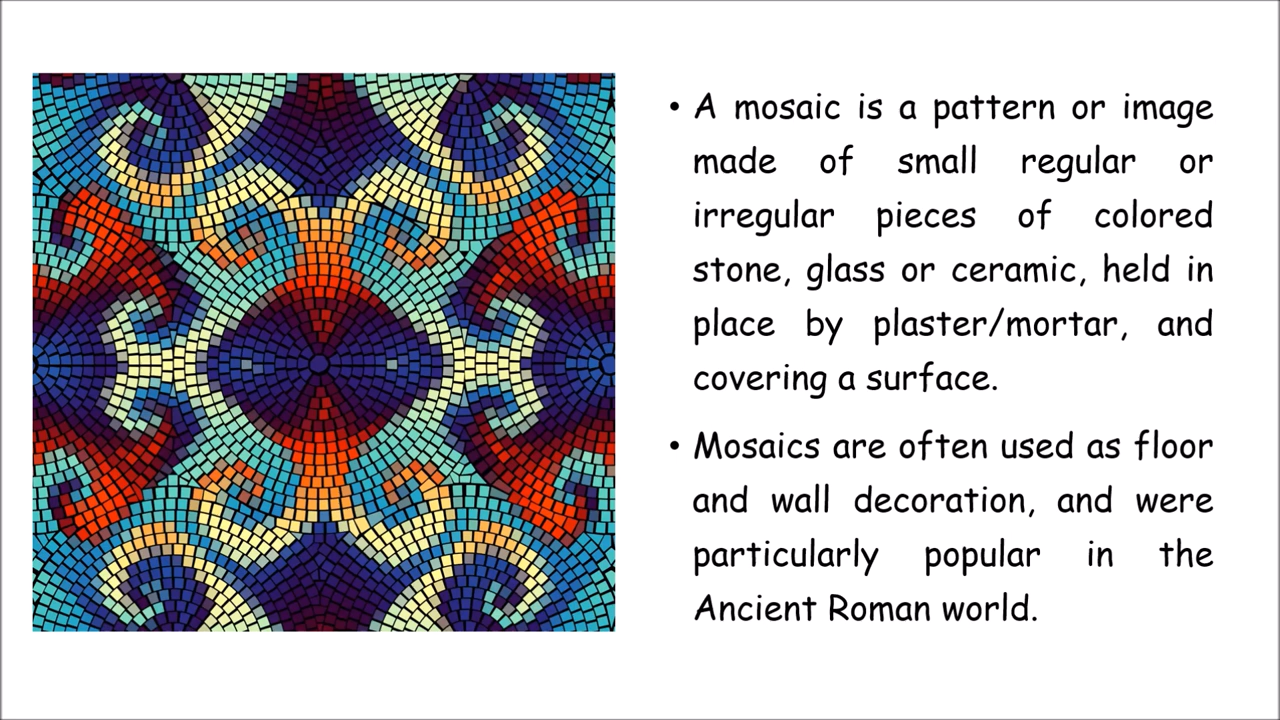 • A mosaic is a pattern or image
made of small regular or
irregular pieces of colored
stone, glass or ceramic, held in
place by plaster/mortar, and
covering a surface.
• Mosaics are often used as floor
and wall decoration, and were
particularly popular in the
Ancient Roman world.